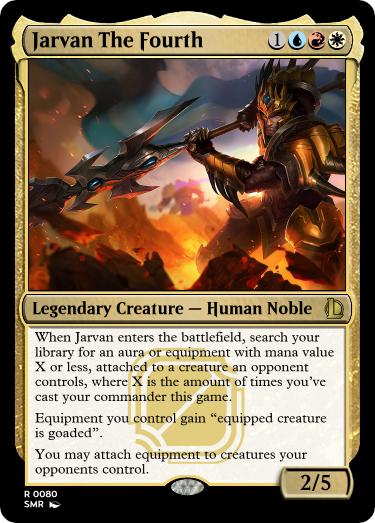 Jarvan The Fourth
1
Legendary Creature — Human Noble
When Jarvan enters the battlefield, search your
library for an aura or equipment with mana value
X or less, attached to a creature an opponent
controls, where X is the amount of times you've
cast your commander this game.
Equipment you control gain “equipped creature
is goaded”.
You may attach equipment to creatures your
opponents control.
2/5
R 0080
SMR